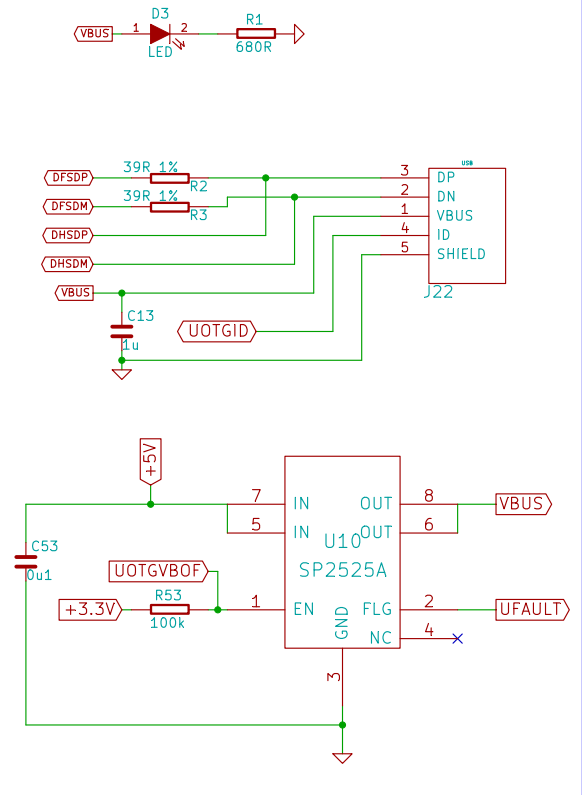 D3
VBUS
1
2
LED
R1
680R
USB
39R 1%
DFSDP
R2
3
DP
39R 1%
DFSDM
R3
2
DN
1
VBUS
DHSDP
4
ID
5
SHIELD
DHSDM
VBUS
J22
C13
1u
UOTGID
+5V
7
IN
OUT
8
VBUS
5
IN
OUT
6
U10
SP2525A
C53
0u1
UOTGVBOF
R53
+3.3V
100k
1
EN
FLG
2
UFAULT
GND
NC
4
3